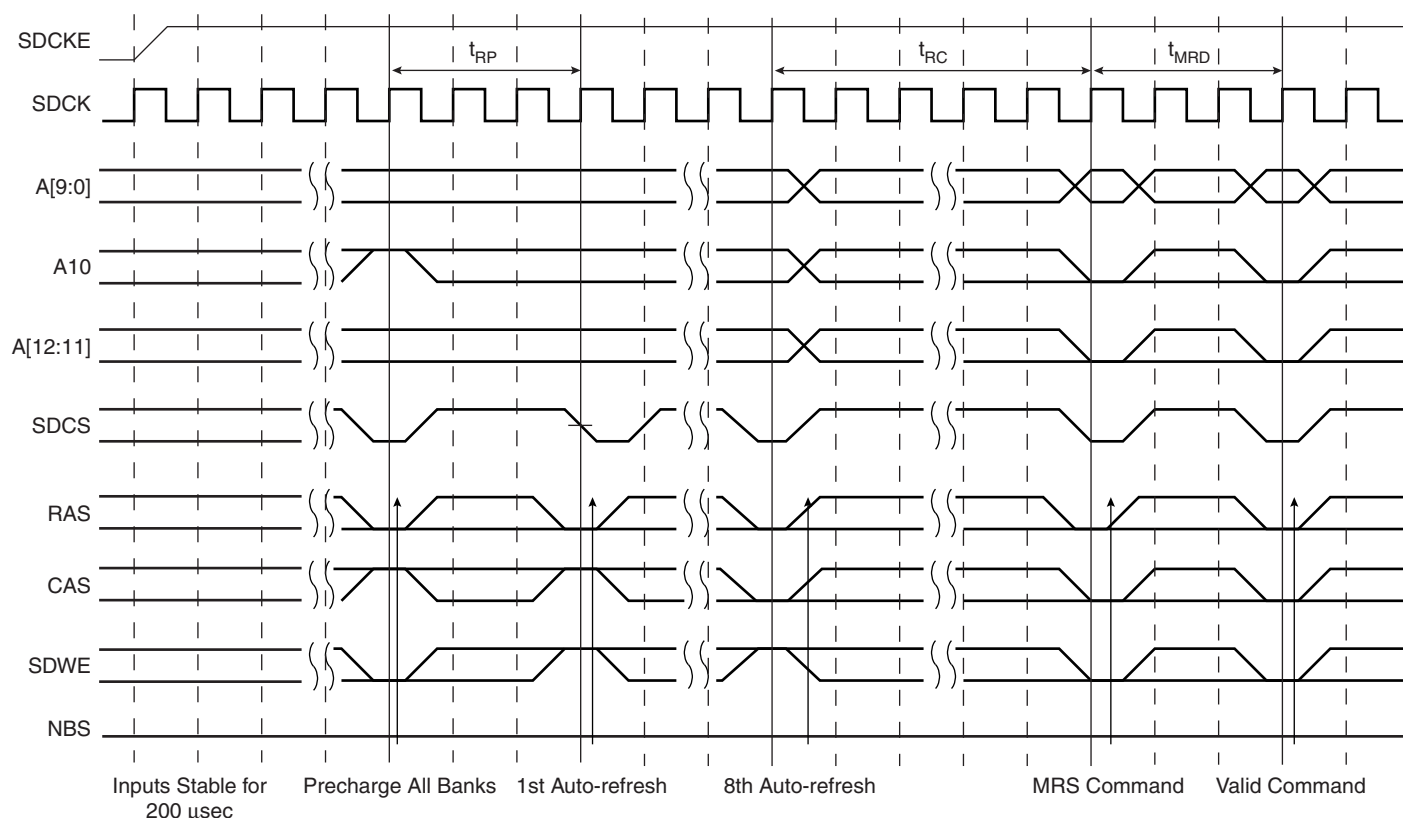 SDCKE
t_RP
t_RC
t_MRD
SDCK
A[9:0]
A10
A[12:11]
SDCS
RAS
CAS
SDWE
NBS
Inputs Stable for
200 μsec
Precharge All Banks
1st Auto-refresh
8th Auto-refresh
MRS Command
Valid Command